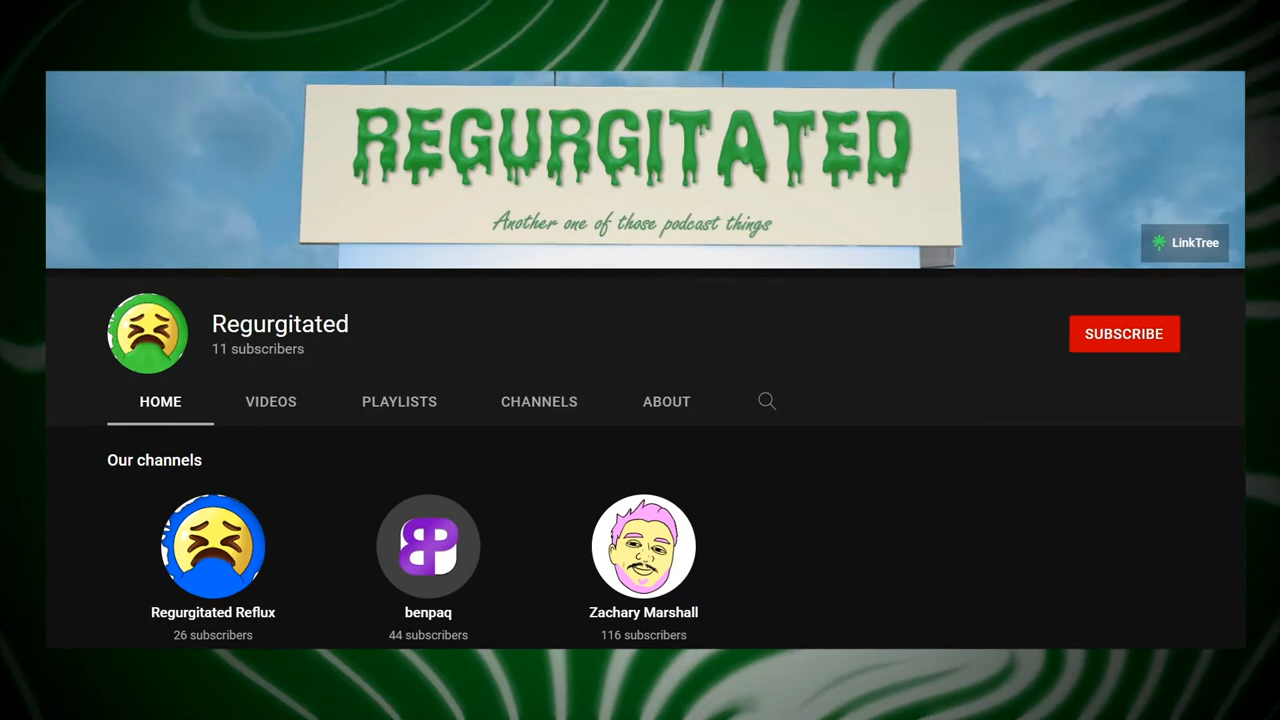 REGURGITATED
Another one of those podcast things
LinkTree
Regurgitated
11 subscribers
SUBSCRIBE
HOME VIDEOS PLAYLISTS CHANNELS ABOUT
Our channels
BP
Regurgitated Reflux benpaq Zachary Marshall
26 subscribers 44 subscribers 116 subscribers